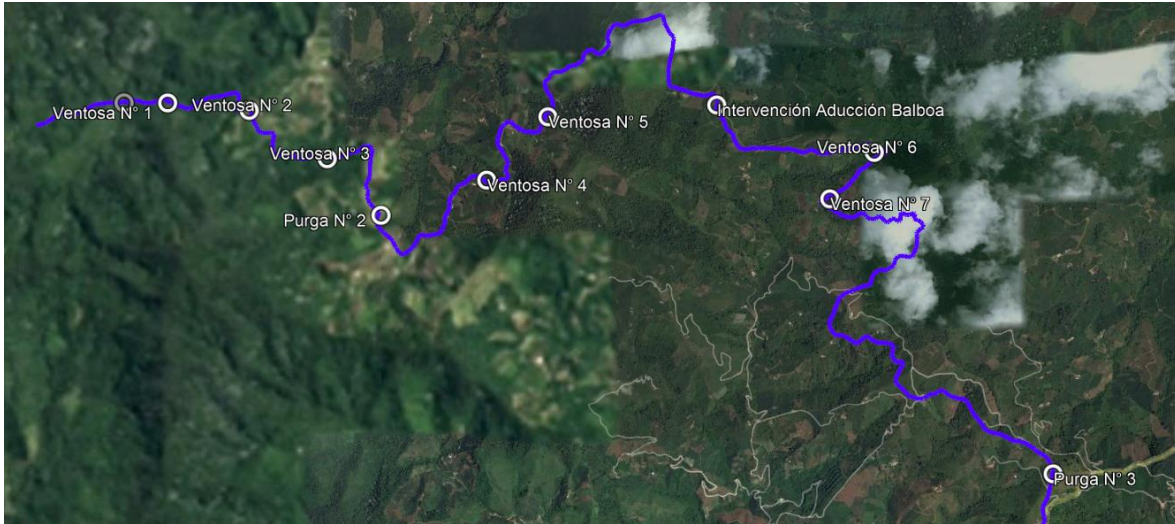 Ventosa N° 1
Ventosa N° 2
Ventosa N° 3
Purga N° 2
Ventosa N° 4
Ventosa N° 5
Intervención Aducción Balboa
Ventosa N° 6
Ventosa N° 7
Purga N° 3